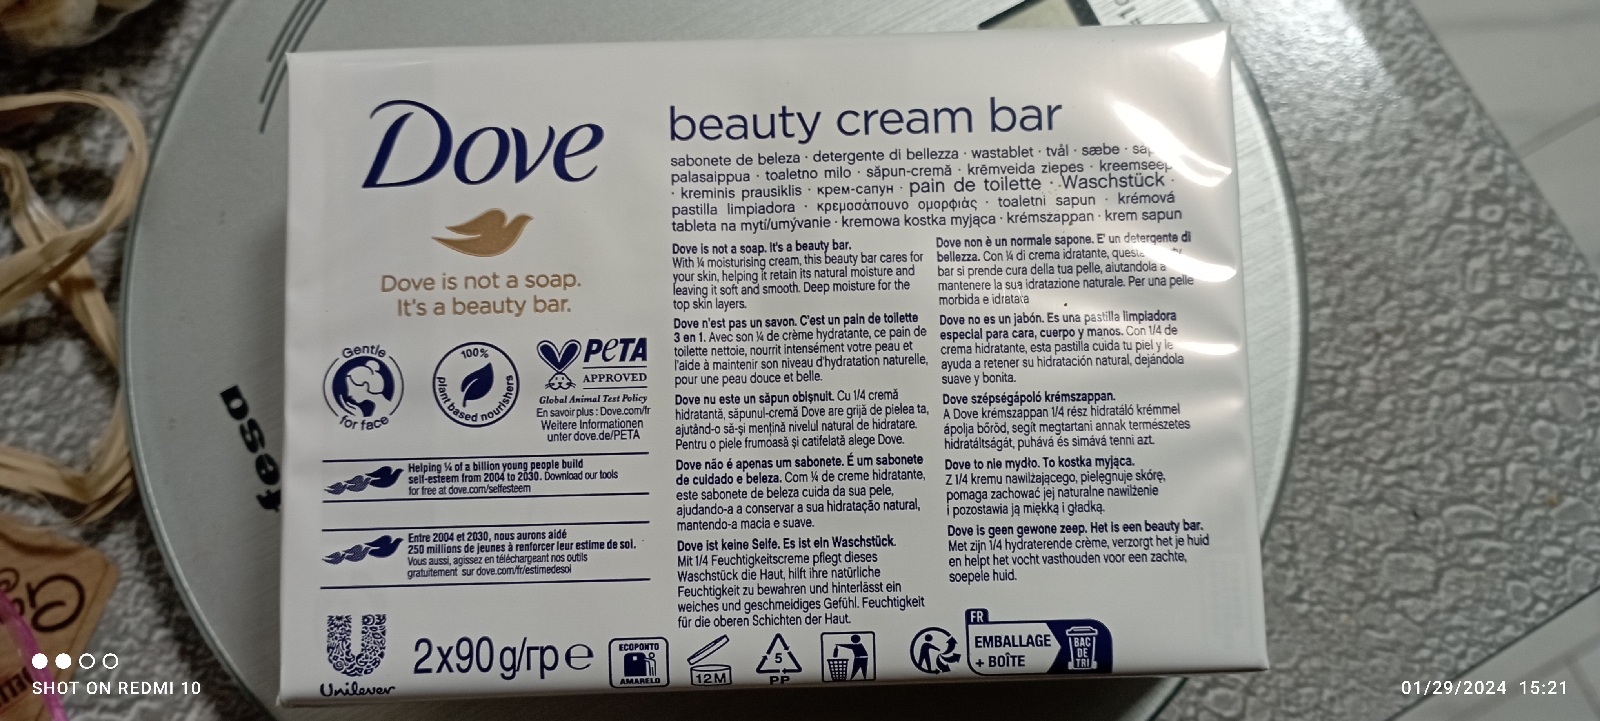 Dove
Dove is not a soap.
It's a beauty bar.
Gentle
for face
100%
plant based nourishers
PETA
APPROVED
Global Animal Test Policy
En savoir plus : Dove.com/fr
Weitere Informationen
unter dove.de/PETA
Helping ¼ of a billion young people build
self-esteem from 2004 to 2030. Download our tools
for free at dove.com/selfesteem
Entre 2004 et 2030, nous aurons aidé
250 millions de jeunes à renforcer leur estime de soi.
Vous aussi, agissez en téléchargeant nos outils
gratuitement sur dove.com/fr/estimedesoi
Unilever
2x90 g/гр e
beauty cream bar
sabonete de beleza · detergente di bellezza · wastablet · tvål · sæbe ·
palasaippua · toaletno milo · săpun-cremă · krēmveida ziepes · kreemseep
· kreminis prausiklis · крем-сапун · pain de toilette · Waschstück ·
pastilla limpiadora · κρεμοσάπουνο ομορφιάς · toaletni sapun · krémová
tableta na mytí/umývanie · kremowa kostka myjąca · krémszappan · krem sapun
Dove is not a soap. It's a beauty bar.
With ¼ moisturising cream, this beauty bar cares for
your skin, helping it retain its natural moisture and
leaving it soft and smooth. Deep moisture for the
top skin layers.
Dove n'est pas un savon. C'est un pain de toilette
3 en 1. Avec son ¼ de crème hydratante, ce pain de
toilette nettoie, nourrit intensément votre peau et
l'aide à maintenir son niveau d'hydratation naturelle,
pour une peau douce et belle.
Dove nu este un săpun obişnuit. Cu 1/4 cremă
hidratantă, săpunul-cremă Dove are grijă de pielea ta,
ajutând-o să-şi menţină nivelul natural de hidratare.
Pentru o piele frumoasă şi catifelată alege Dove.
Dove não é apenas um sabonete. É um sabonete
de cuidado e beleza. Com ¼ de creme hidratante,
este sabonete de beleza cuida da sua pele,
ajudando-a a conservar a sua hidratação natural,
mantendo-a macia e suave.
Dove ist keine Seife. Es ist ein Waschstück.
Mit 1/4 Feuchtigkeitscreme pflegt dieses
Waschstück die Haut, hilft ihre natürliche
Feuchtigkeit zu bewahren und hinterlässt ein
weiches und geschmeidiges Gefühl. Feuchtigkeit
für die oberen Schichten der Haut.
Dove non è un normale sapone. E' un detergente di
bellezza. Con ¼ di crema idratante,
bar si prende cura della tua pelle, aiutandola a
mantenere la sua idratazione naturale. Per una pelle
morbida e idratata
Dove no es un jabón. Es una pastilla limpiadora
especial para cara, cuerpo y manos. Con 1/4 de
crema hidratante, esta pastilla cuida tu piel y le
ayuda a retener su hidratación natural, dejándola
suave y bonita.
Dove szépségápoló krémszappan.
A Dove krémszappan 1/4 rész hidratáló krémmel
ápolja bőröd, segít megtartani annak természetes
hidratáltságát, puhává és simává tenni azt.
Dove to nie mydło. To kostka myjąca.
Z 1/4 kremu nawilżającego, pielęgnuje skórę,
pomaga zachować jej naturalne nawilżenie
i pozostawia ją miękką i gładką.
Dove is geen gewone zeep. Het is een beauty bar.
Met zijn 1/4 hydraterende crème, verzorgt het je huid
en helpt het vocht vasthouden voor een zachte,
soepele huid.
ECOPONTO
AMARELO
12M
5
PP
FR
EMBALLAGE
+ BOÎTE
BAC
DE
TRI
SHOT ON REDMI 10
01/29/2024 15:21